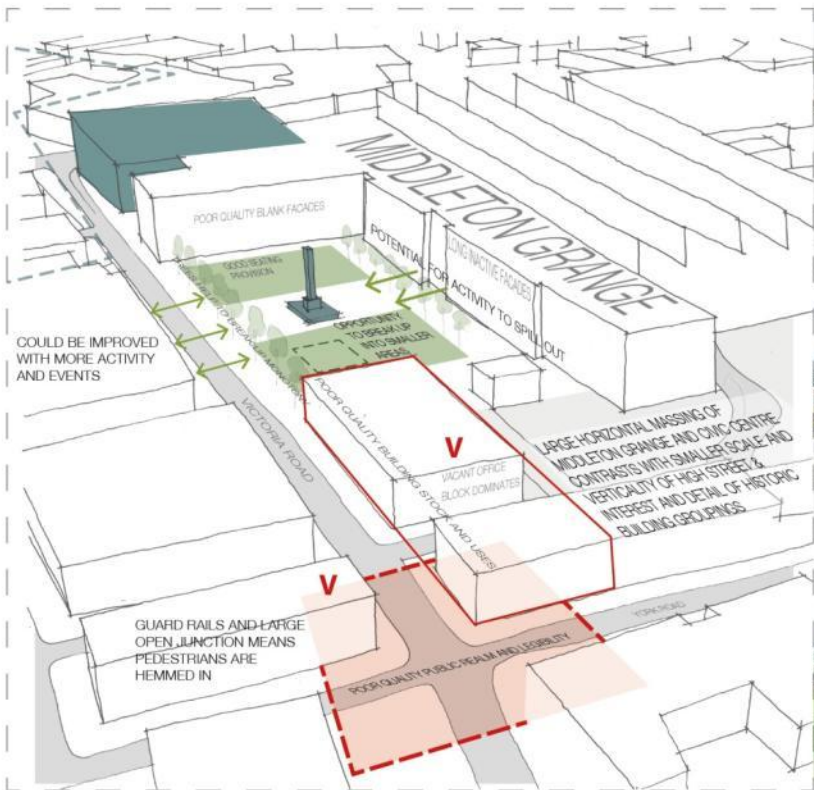 MIDDLETON GRANGE
POOR QUALITY BLANK FACADES
LONG INACTIVE FACADES
POTENTIAL FOR ACTIVITY TO SPILL OUT
GOOD SEATING
PROVISION
OPPORTUNITY
TO BREAK UP
INTO SMALLER
AREAS
COULD BE IMPROVED
WITH MORE ACTIVITY
AND EVENTS
TO BREAK UP MONOTONY
VICTORIA ROAD
POOR QUALITY BUILDING STOCK AND USES
V
VACANT OFFICE
BLOCK DOMINATES
LARGE HORIZONTAL MASSING OF
MIDDLETON GRANGE AND CIVIC CENTRE
CONTRASTS WITH SMALLER SCALE AND
VERTICALITY OF HIGH STREET &
INTEREST AND DETAIL OF HISTORIC
BUILDING GROUPINGS
V
GUARD RAILS AND LARGE
OPEN JUNCTION MEANS
PEDESTRIANS ARE
HEMMED IN
YORK ROAD
POOR QUALITY PUBLIC REALM AND LEGIBILITY